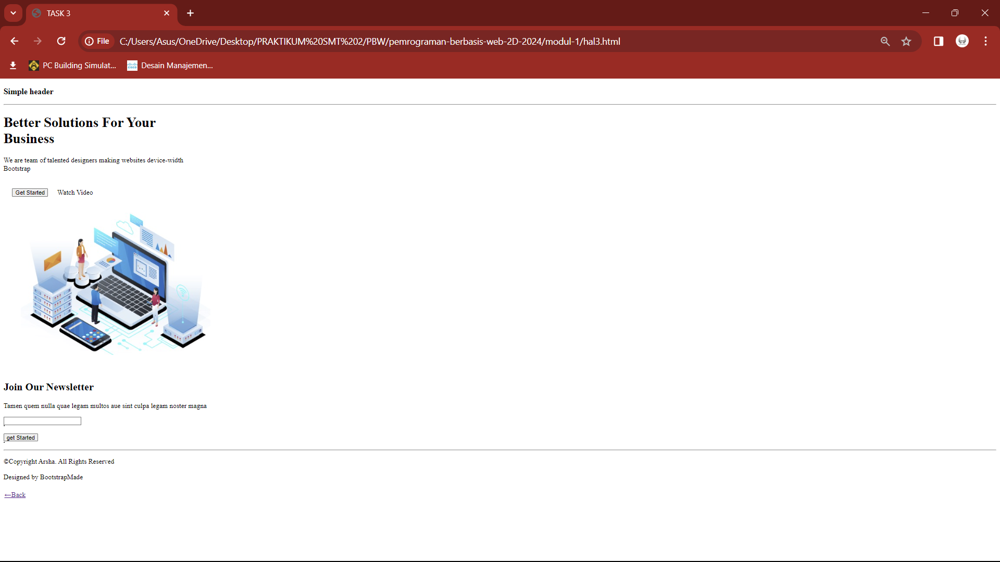 TASK 3
File C:/Users/Asus/OneDrive/Desktop/PRAKTIKUM%20SMT%202/PBW/pemrograman-berbasis-web-2D-2024/modul-1/hal3.html
PC Building Simulat... Desain Manajemen...
Simple header
Better Solutions For Your
Business
We are team of talented designers making websites device-width
Bootstrap
Get Started Watch Video
Join Our Newsletter
Tamen quem nulla quae legam multos aue sint culpa legam noster magna
get Started
©Copyright Arsha. All Rights Reserved
Designed by BootstrapMade
←Back